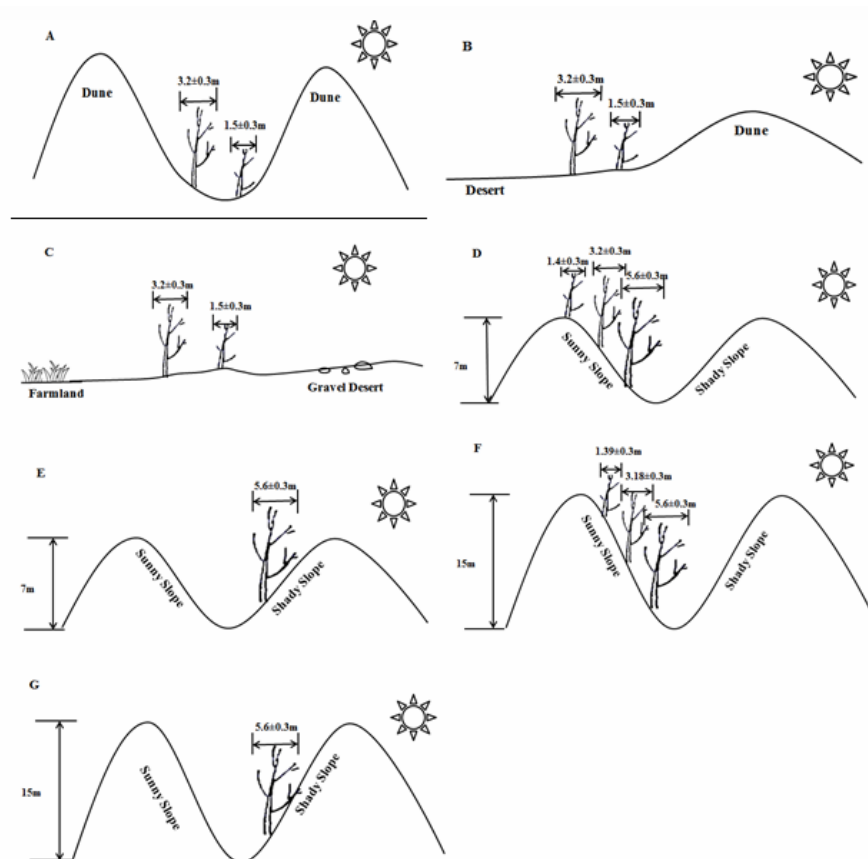 A
3.2±0.3m
Dune
Dune
1.5±0.3m
B
3.2±0.3m
1.5±0.3m
Dune
Desert
C
3.2±0.3m
1.5±0.3m
Farmland
Gravel Desert
D
3.2±0.3m
1.4±0.3m
5.6±0.3m
7m
Sunny Slope
Shady Slope
E
5.6±0.3m
7m
Sunny Slope
Shady Slope
F
1.39±0.3m
3.18±0.3m
5.6±0.3m
15m
Sunny Slope
Shady Slope
G
5.6±0.3m
15m
Sunny Slope
Shady Slope